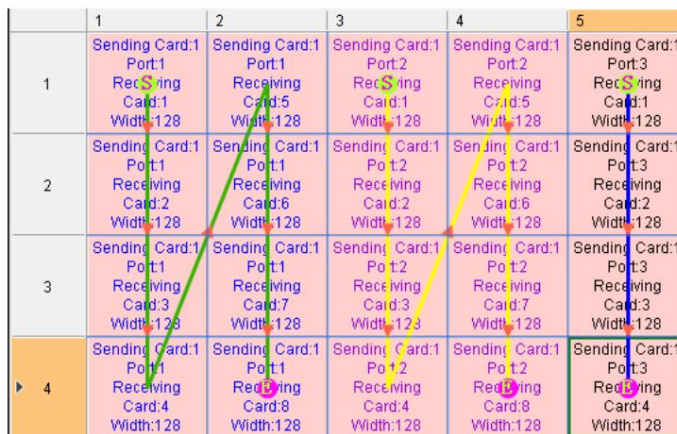 1
2
3
4
5
1
Sending Card:1
Port:1
Receiving
Card:1
Width:128
Sending Card:1
Port:1
Receiving
Card:5
Width:128
Sending Card:1
Port:2
Receiving
Card:1
Width:128
Sending Card:1
Port:2
Receiving
Card:5
Width:128
Sending Card:1
Port:3
Receiving
Card:1
Width:128
S
S
S
2
Sending Card:1
Port:1
Receiving
Card:2
Width:128
Sending Card:1
Port:1
Receiving
Card:6
Width:128
Sending Card:1
Port:2
Receiving
Card:2
Width:128
Sending Card:1
Port:2
Receiving
Card:6
Width:128
Sending Card:1
Port:3
Receiving
Card:2
Width:128
3
Sending Card:1
Port:1
Receiving
Card:3
Width:128
Sending Card:1
Port:1
Receiving
Card:7
Width:128
Sending Card:1
Port:2
Receiving
Card:3
Width:128
Sending Card:1
Port:2
Receiving
Card:7
Width:128
Sending Card:1
Port:3
Receiving
Card:3
Width:128
4
Sending Card:1
Port:1
Receiving
Card:4
Width:128
Sending Card:1
Port:1
Receiving
Card:8
Width:128
Sending Card:1
Port:2
Receiving
Card:4
Width:128
Sending Card:1
Port:2
Receiving
Card:8
Width:128
Sending Card:1
Port:3
Receiving
Card:4
Width:128
E
E
E